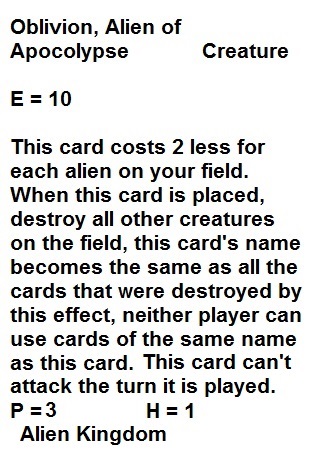 Oblivion, Alien of
Apocolypse Creature
E = 10
This card costs 2 less for
each alien on your field.
When this card is placed,
destroy all other creatures
on the field, this card's name
becomes the same as all the
cards that were destroyed by
this effect, neither player can
use cards of the same name
as this card. This card can't
attack the turn it is played.
P = 3 H = 1
Alien Kingdom